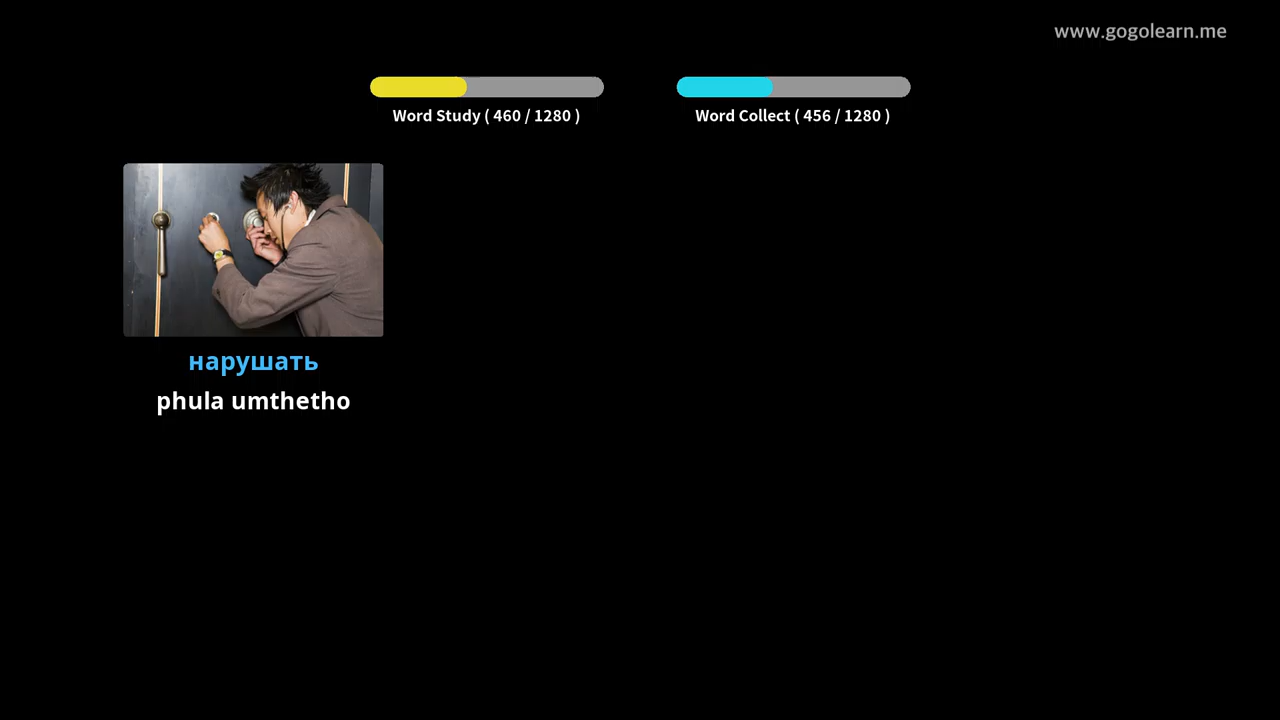 www.gogolearn.me
Word Study ( 460 / 1280 )
Word Collect ( 456 / 1280 )
нарушать
phula umthetho